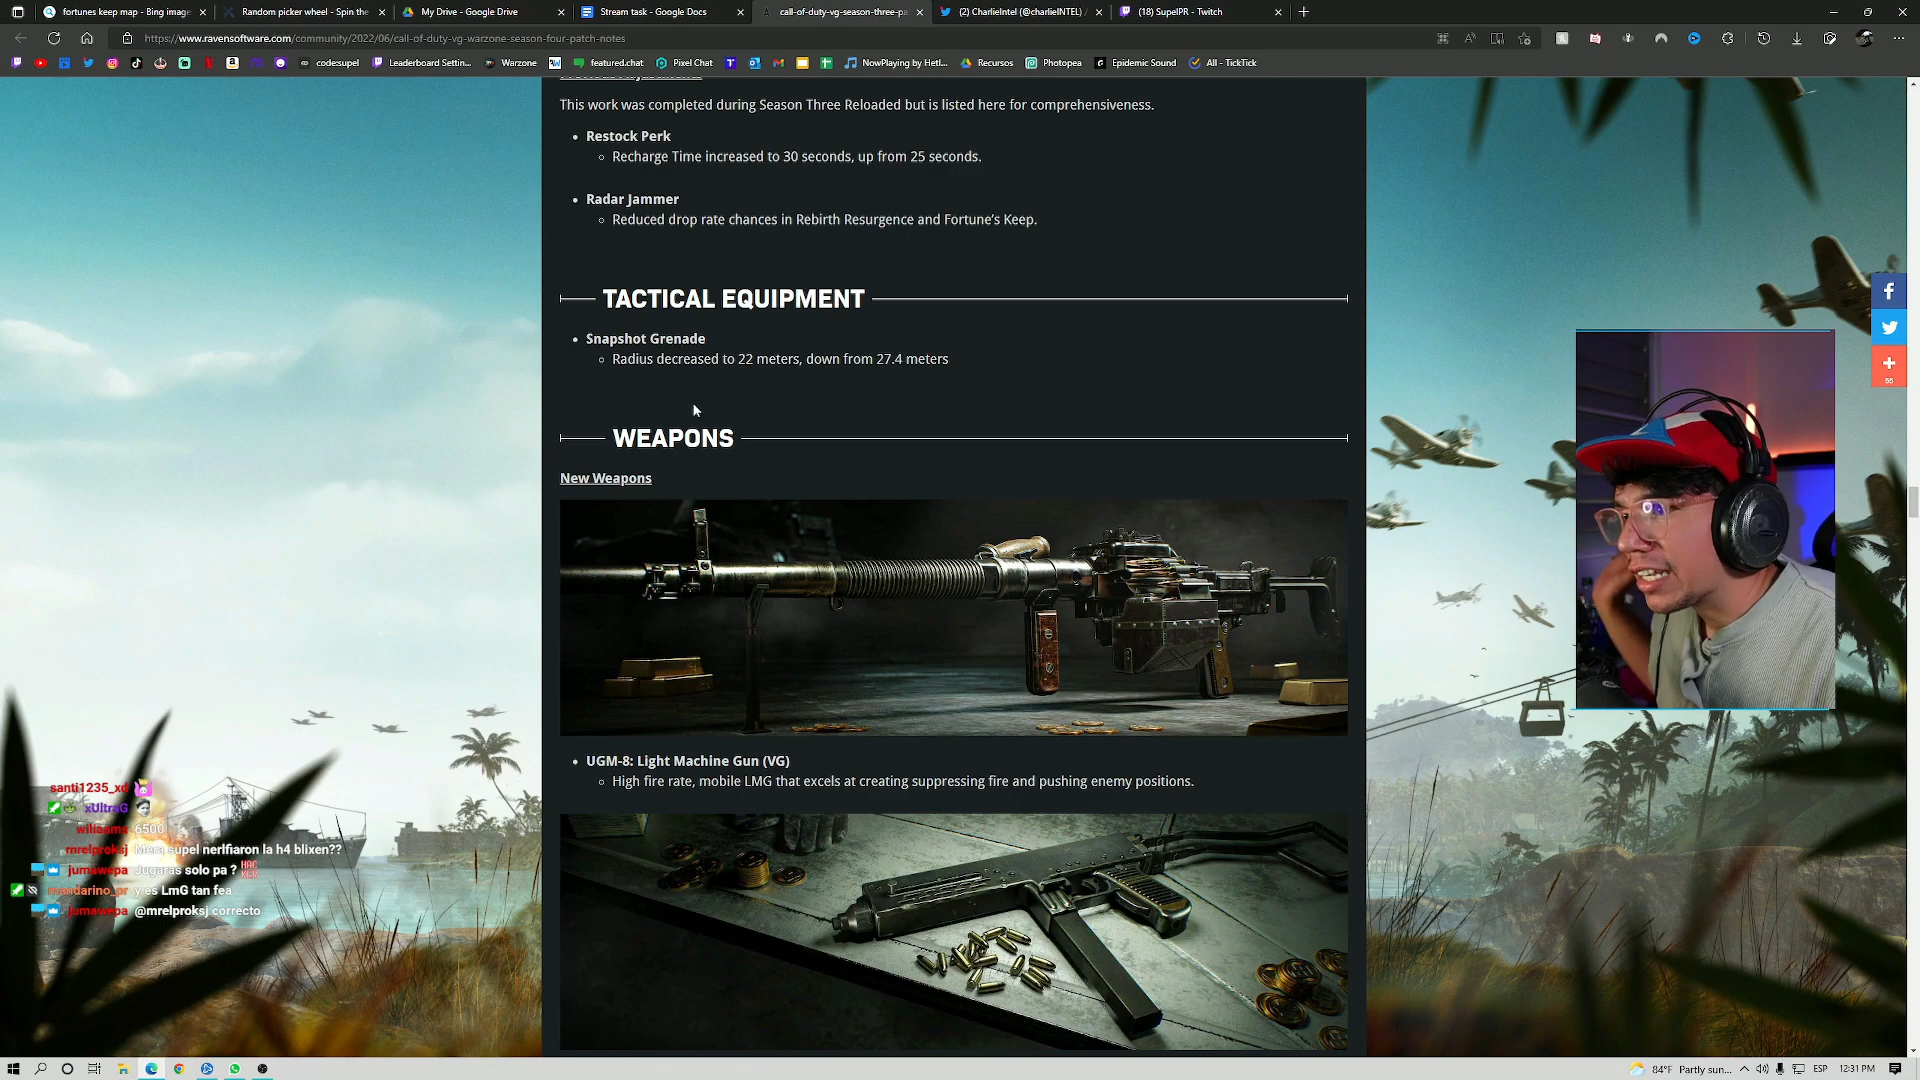 fortunes keep map - Bing image
Random picker wheel - Spin the
My Drive - Google Drive
Stream task - Google Docs
call-of-duty-vg-season-three-pa
(2) CharlieIntel (@charlieINTEL) /
(18) SupelPR - Twitch
https://www.ravensoftware.com/community/2022/06/call-of-duty-vg-warzone-season-four-patch-notes
codesupel
Leaderboard Settin...
Warzone
featured.chat
Pixel Chat
NowPlaying by Hetl...
Recursos
Photopea
Epidemic Sound
All - TickTick
This work was completed during Season Three Reloaded but is listed here for comprehensiveness.
Restock Perk
Recharge Time increased to 30 seconds, up from 25 seconds.
Radar Jammer
Reduced drop rate chances in Rebirth Resurgence and Fortune's Keep.
TACTICAL EQUIPMENT
Snapshot Grenade
Radius decreased to 22 meters, down from 27.4 meters
WEAPONS
New Weapons
UGM-8: Light Machine Gun (VG)
High fire rate, mobile LMG that excels at creating suppressing fire and pushing enemy positions.
56
santi1235_xd
xUltraG
wiliaams 6500
mrelproksj Mera supel nerlfiaron la h4 blixen??
jumawepa Jugaras solo pa ?
mandarino_pr y es LmG tan fea
jumawepa @mrelproksj correcto
84°F Partly sun...
ESP
12:31 PM